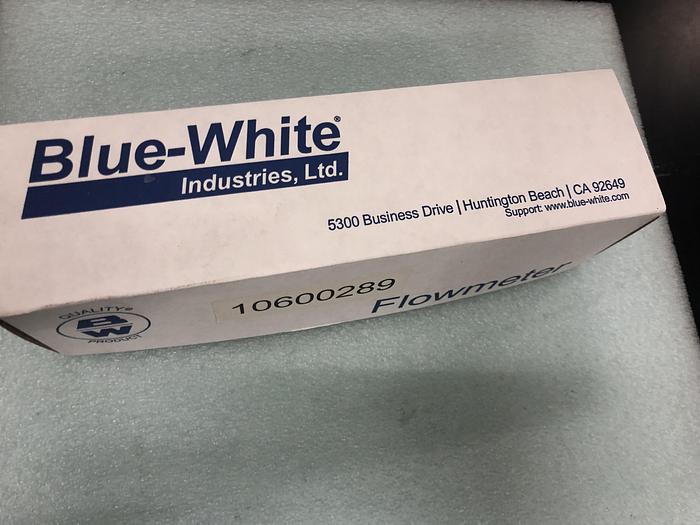 Blue-White®
Industries, Ltd.
5300 Business Drive | Huntington Beach | CA 92649
Support: www.blue-white.com
QUALITY®
BW
PRODUCT
10600289
Flowmeter